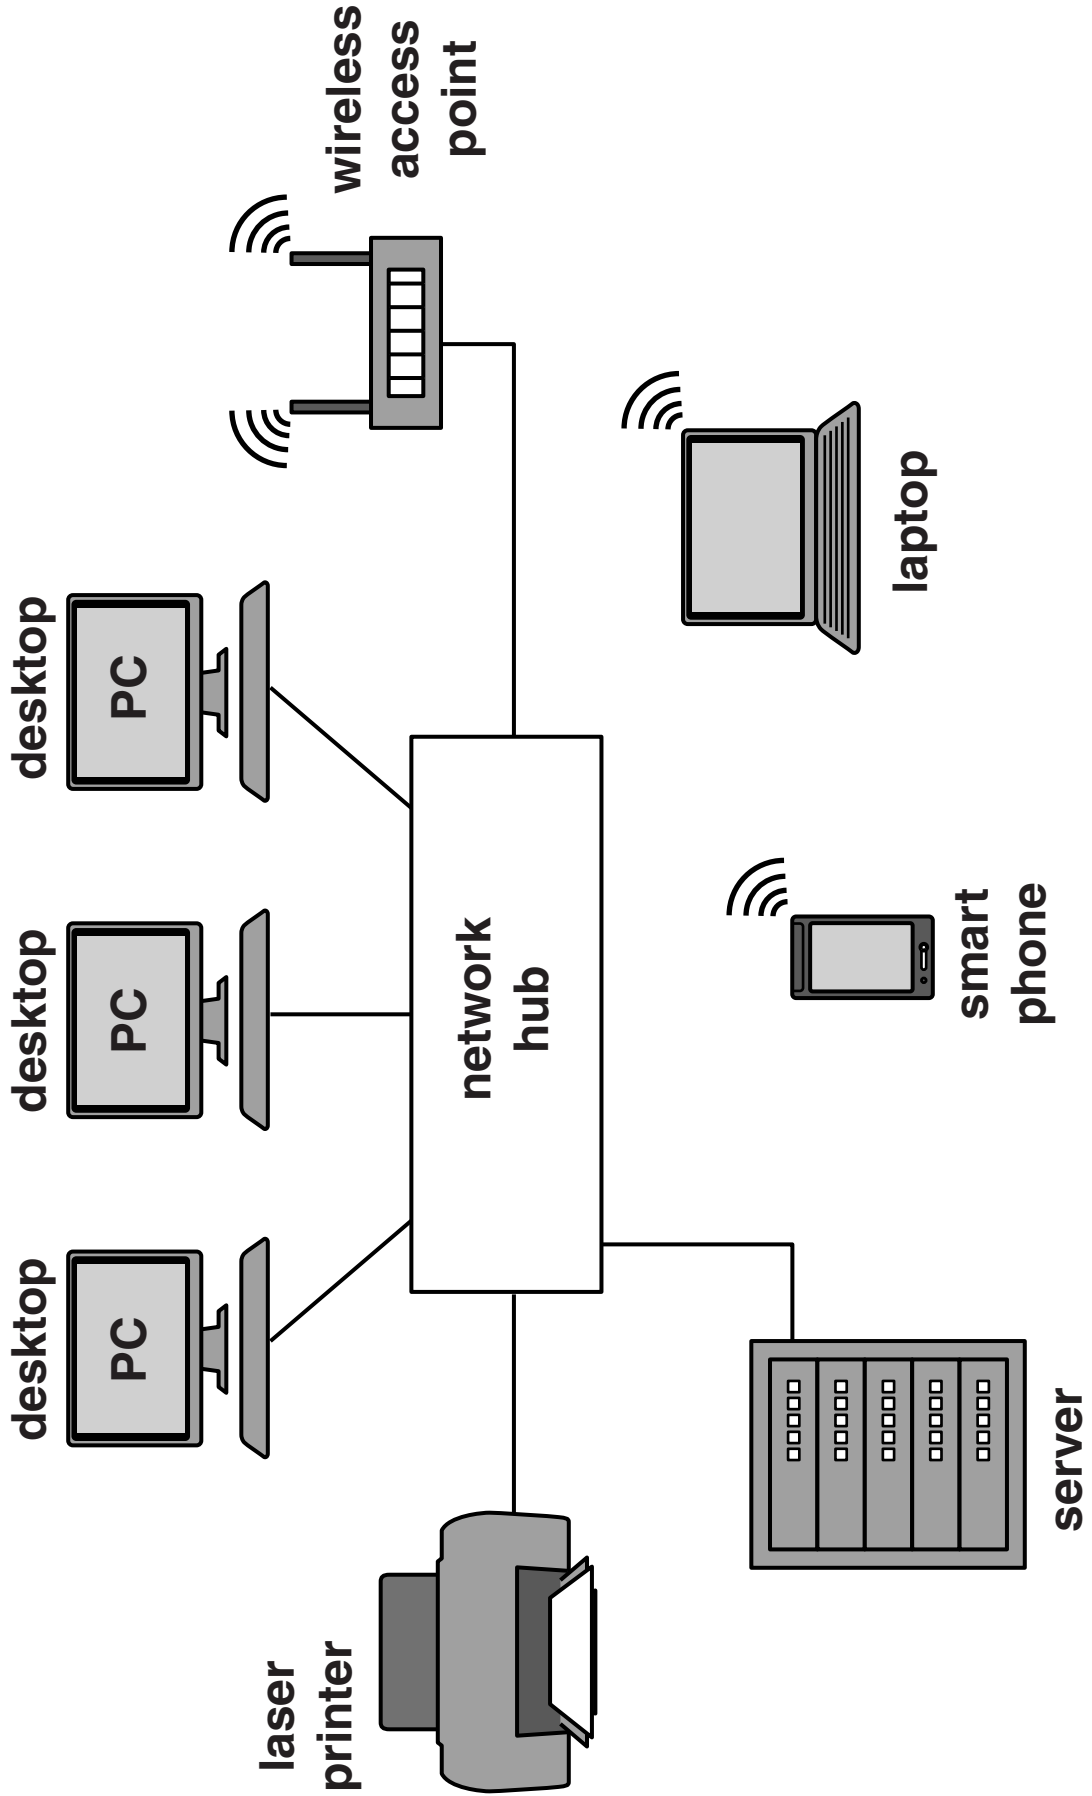 desktop
PC
desktop
PC
desktop
PC
wireless
access
point
laser
printer
network
hub
server
smart
phone
laptop